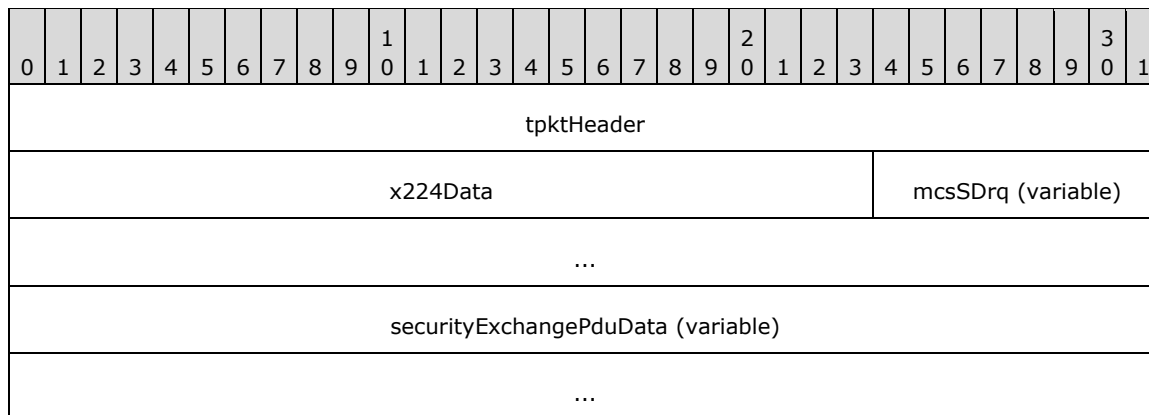 1 2 3
0 1 2 3 4 5 6 7 8 9 0 1 2 3 4 5 6 7 8 9 0 1 2 3 4 5 6 7 8 9 0 1
tpktHeader
x224Data mcsSDrq (variable)
...
securityExchangePduData (variable)
...